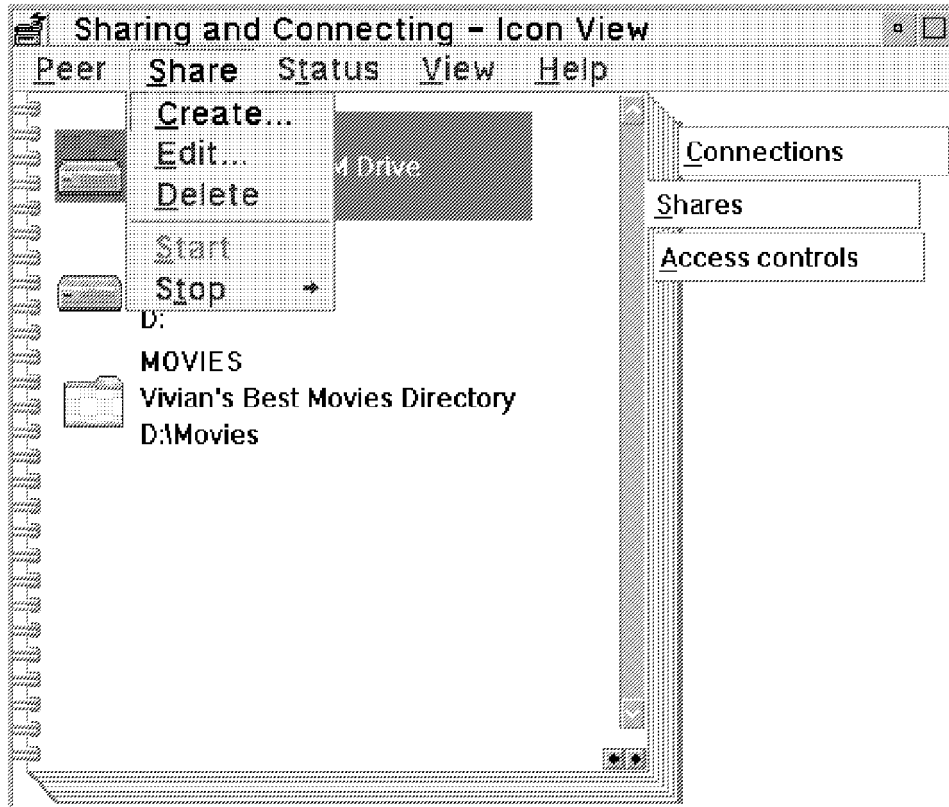 Sharing and Connecting – Icon View
Peer Share Status View Help
Create...
Edit...
Delete
Start
Stop
Drive
D:
MOVIES
Vivian's Best Movies Directory
D:\Movies
Connections
Shares
Access controls